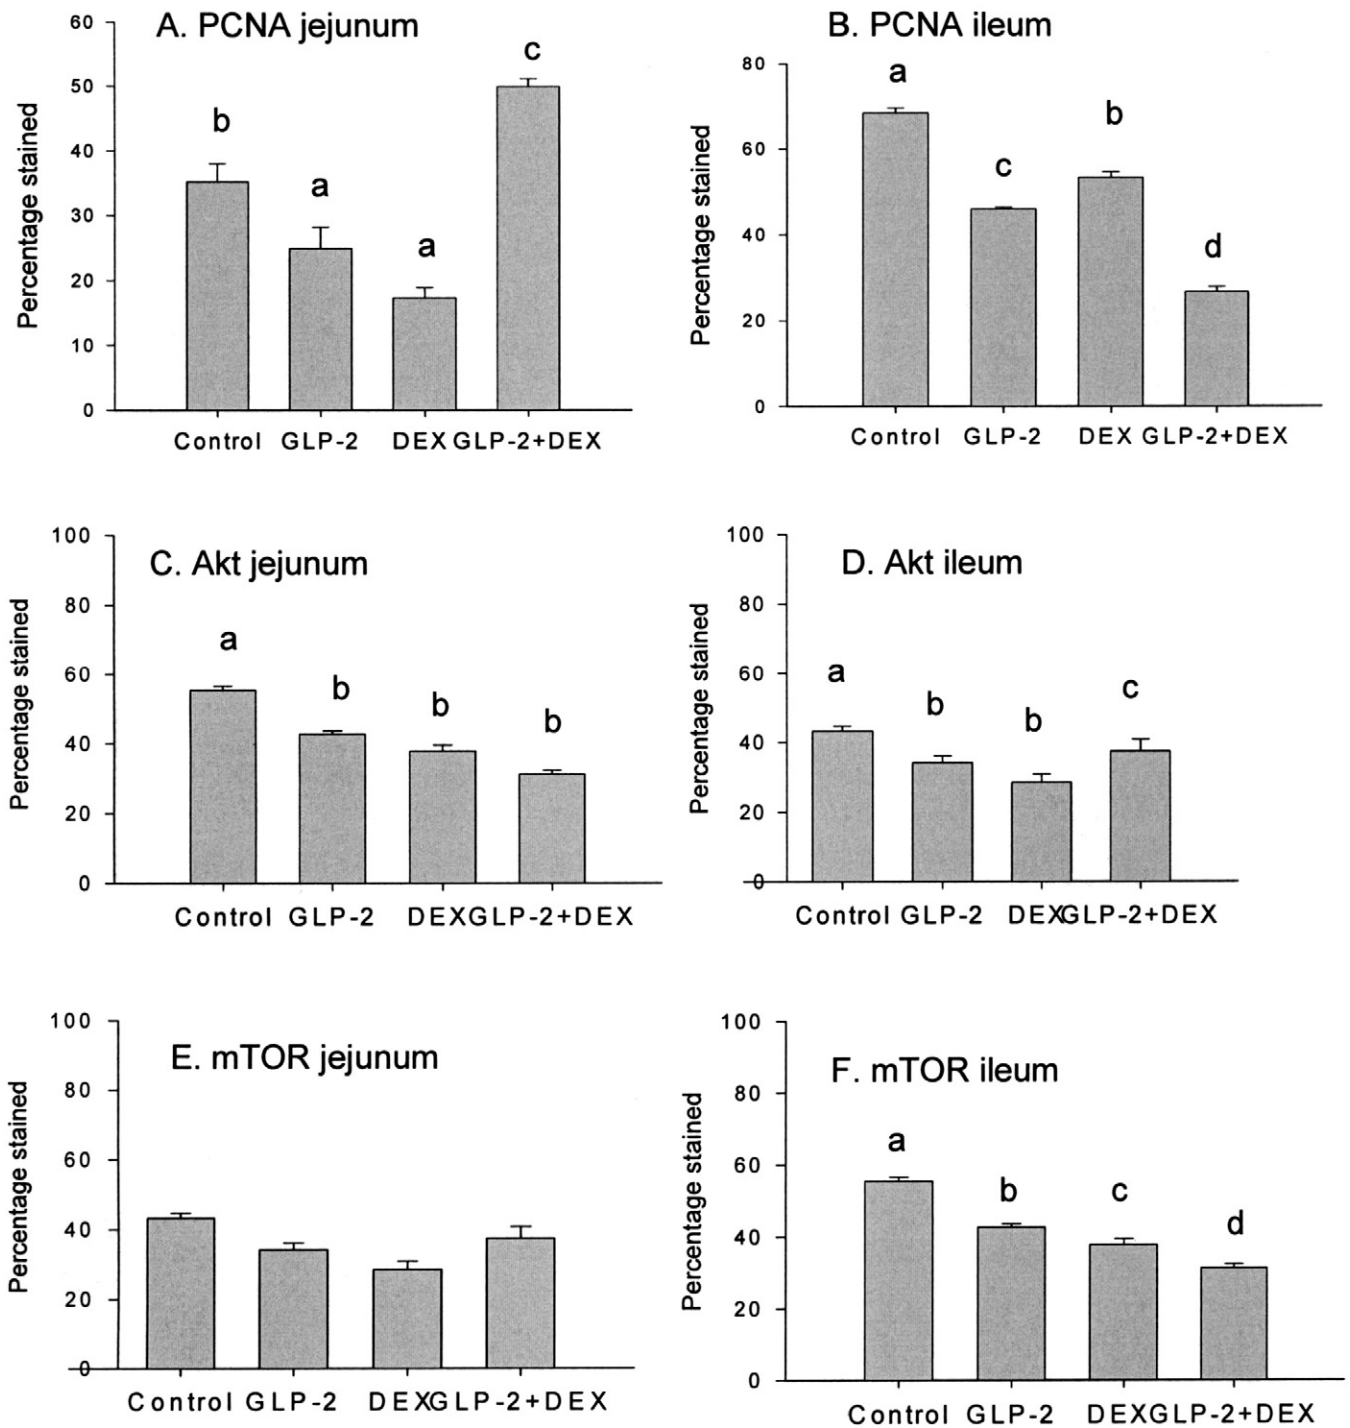 A. PCNA jejunum
Percentage stained
60
50
40
30
20
10
0
b
a
a
c
Control GLP-2 DEX GLP-2+DEX
B. PCNA ileum
Percentage stained
80
60
40
20
0
a
c
b
d
Control GLP-2 DEX GLP-2+DEX
C. Akt jejunum
Percentage stained
100
80
60
40
20
0
a
b
b
b
Control GLP-2 DEXGLP-2+DEX
D. Akt ileum
Percentage stained
100
80
60
40
20
0
a
b
b
c
Control GLP-2 DEXGLP-2+DEX
E. mTOR jejunum
Percentage stained
100
80
60
40
20
0
Control GLP-2 DEXGLP-2+DEX
F. mTOR ileum
Percentage stained
100
80
60
40
20
0
a
b
c
d
Control GLP-2 DEXGLP-2+DEX